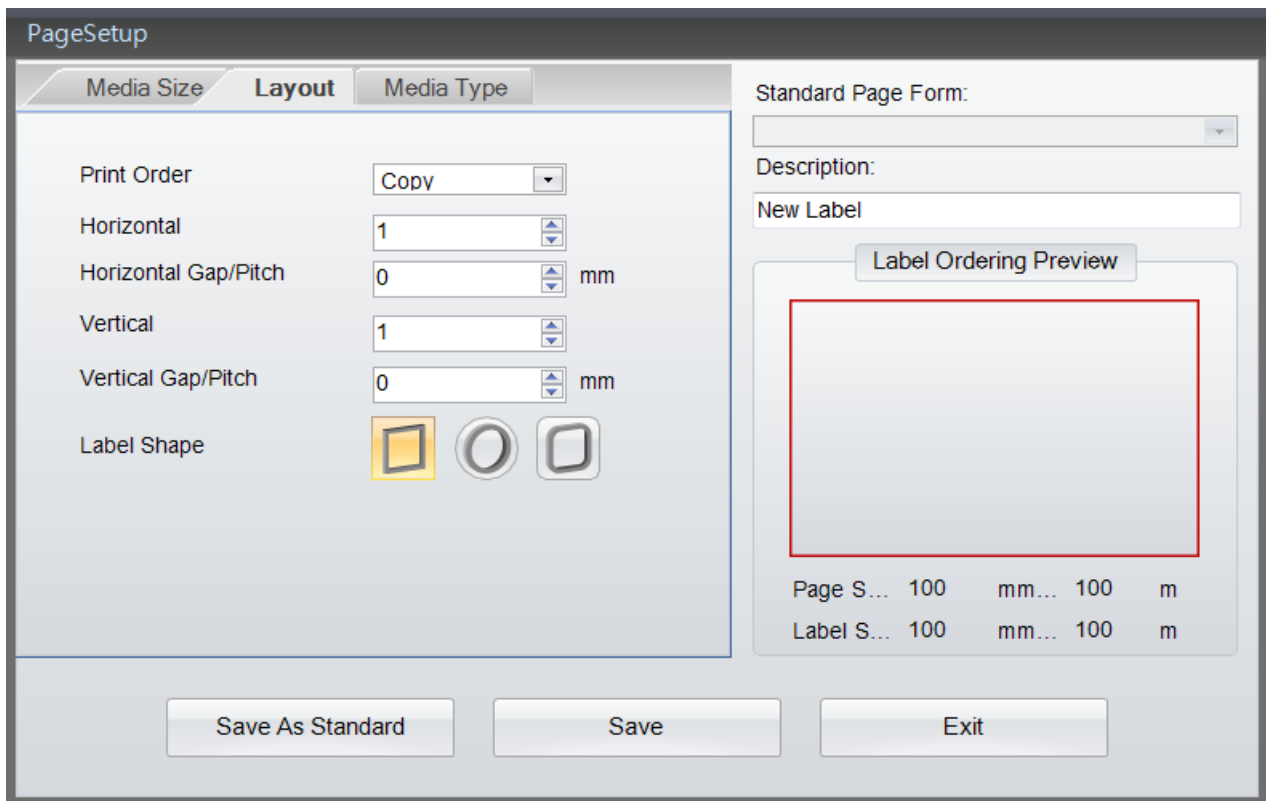 PageSetup
Media Size Layout Media Type
Print Order Copy
Horizontal 1
Horizontal Gap/Pitch 0 mm
Vertical 1
Vertical Gap/Pitch 0 mm
Label Shape
Standard Page Form:
Description:
New Label
Label Ordering Preview
Page S... 100 mm... 100 m
Label S... 100 mm... 100 m
Save As Standard Save Exit